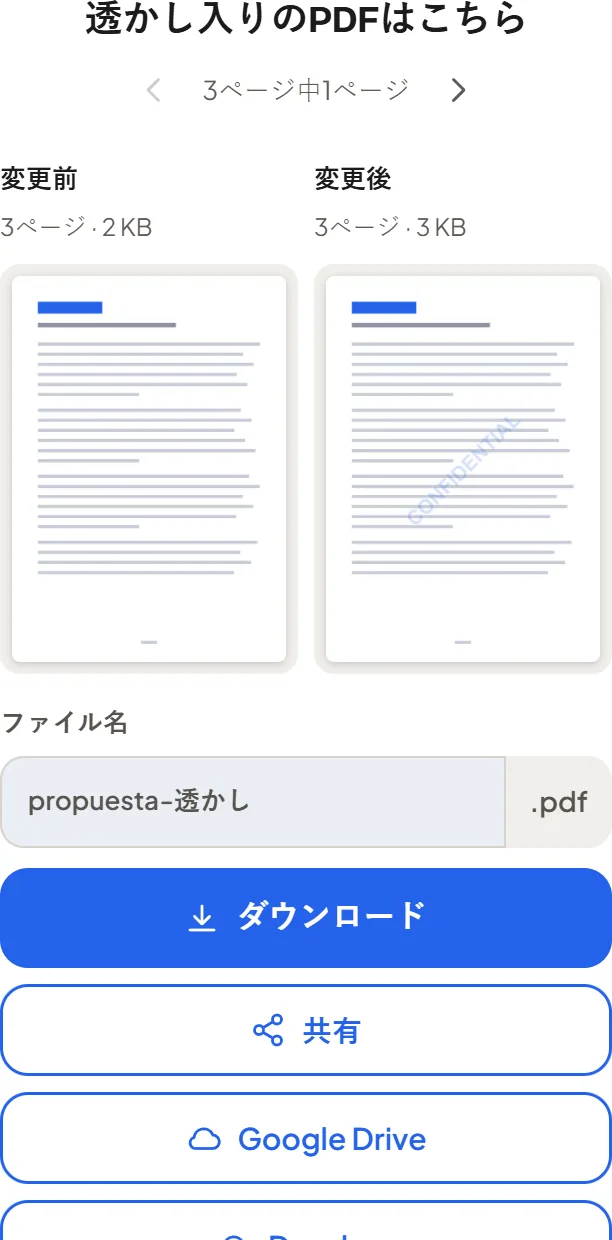 透かし入りのPDFはこちら
3ページ中1ページ
変更前
3ページ · 2 KB
変更後
3ページ · 3 KB
CONFIDENTIAL
ファイル名
propuesta-透かし
.pdf
ダウンロード
共有
Google Drive